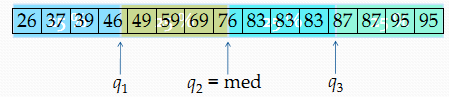 26 37 39 46 49 59 69 76 83 83 83 87 87 95 95
q1 q2 = med q3